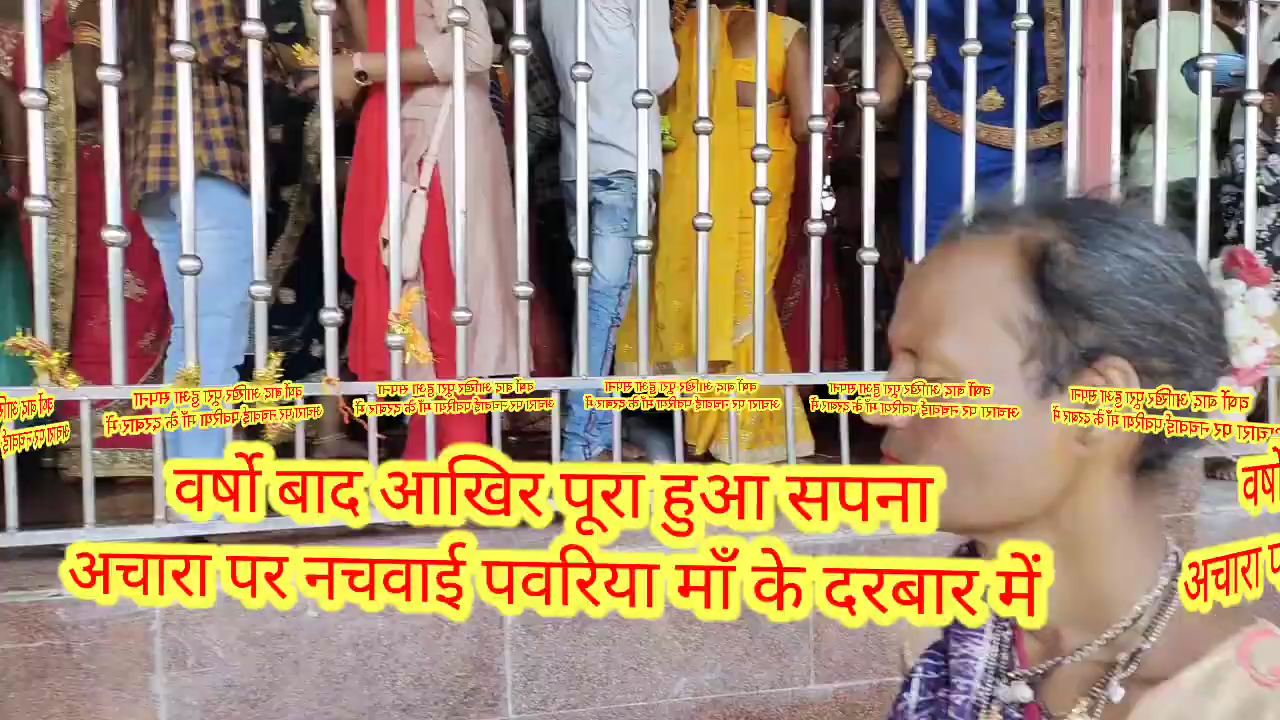 वर्षो बाद आखिर पूरा हुआ सपना
अचारा पर नचवाई पवरिया माँ के दरबार में